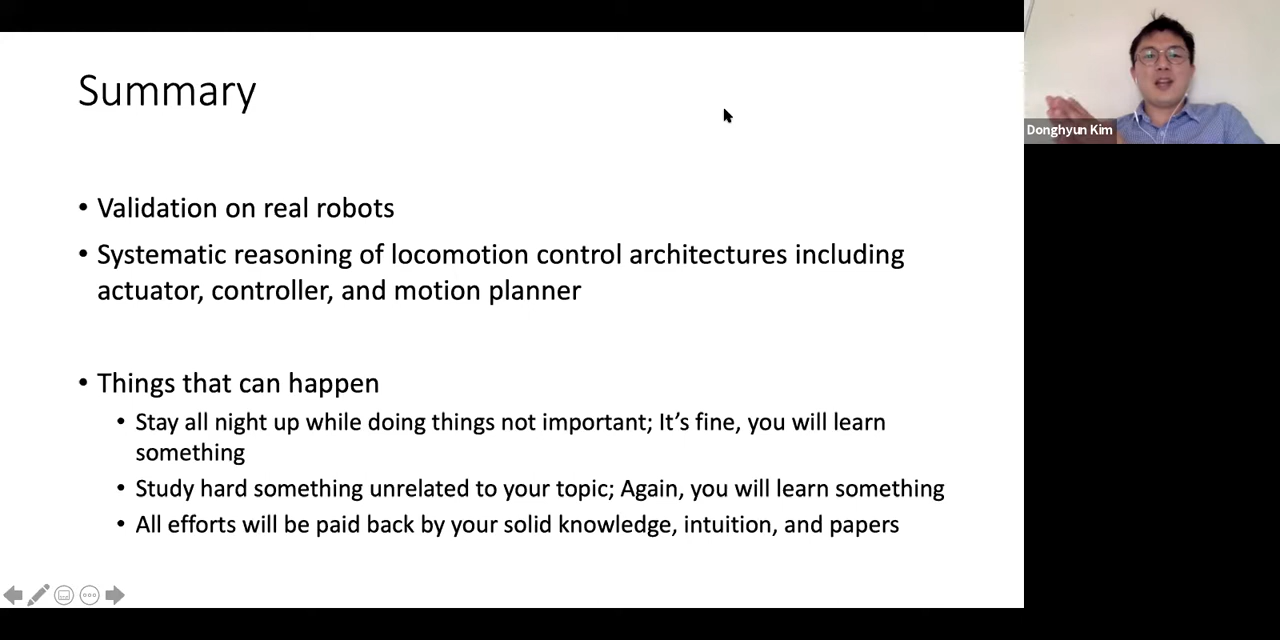 Summary
Donghyun Kim
• Validation on real robots
• Systematic reasoning of locomotion control architectures including
actuator, controller, and motion planner
• Things that can happen
• Stay all night up while doing things not important; It’s fine, you will learn
something
• Study hard something unrelated to your topic; Again, you will learn something
• All efforts will be paid back by your solid knowledge, intuition, and papers